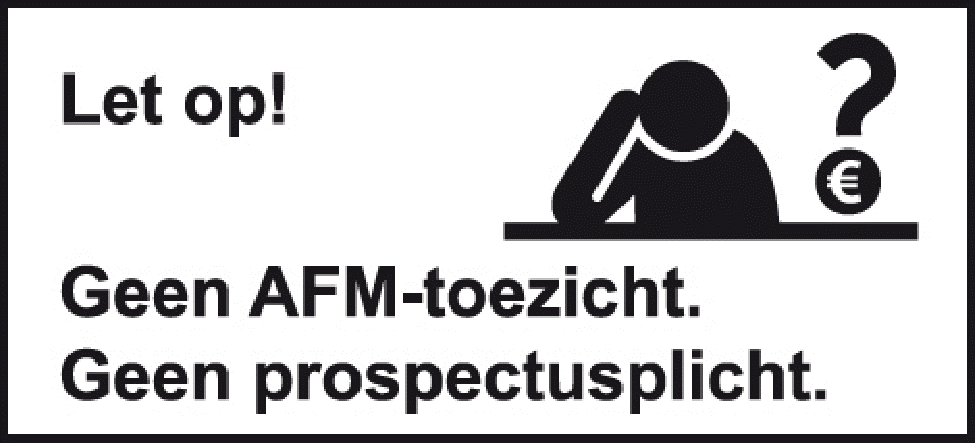 Let op!
€
Geen AFM-toezicht.
Geen prospectusplicht.